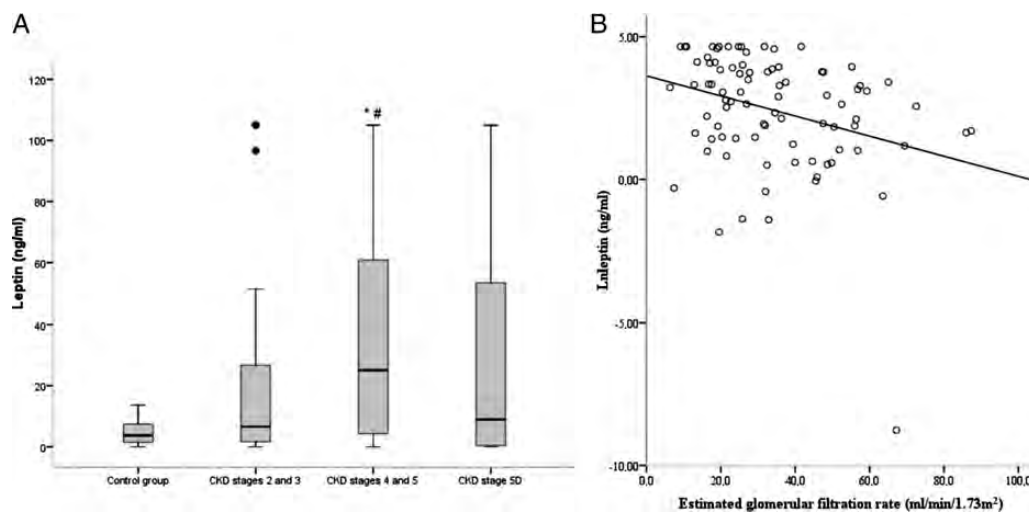 A
Leptin (ng/ml)
120
100
80
60
40
20
0
* #
Control group
CKD stages 2 and 3
CKD stages 4 and 5
CKD stage 5D
B
Lnleptin (ng/ml)
5.00
0.00
-5.00
-10.00
0.0 20.0 40.0 60.0 80.0 100.0
Estimated glomerular filtration rate (ml/min/1.73m²)